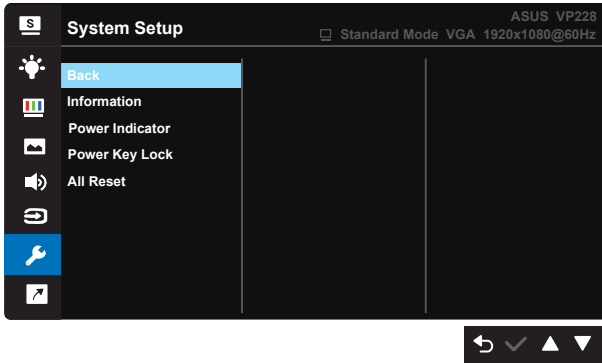 S
System Setup
ASUS VP228
Standard Mode VGA 1920x1080@60Hz
Back
Information
Power Indicator
Power Key Lock
All Reset